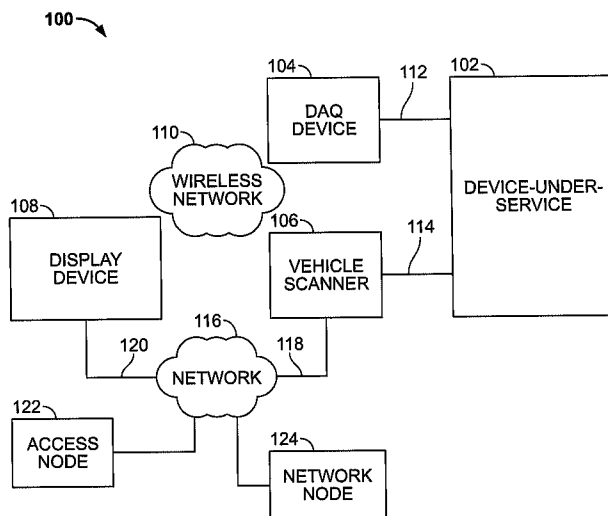 100
104
DAQ
DEVICE
112
102
DEVICE-UNDER-
SERVICE
110
WIRELESS
NETWORK
108
DISPLAY
DEVICE
106
VEHICLE
SCANNER
114
116
NETWORK
120
118
122
ACCESS
NODE
124
NETWORK
NODE